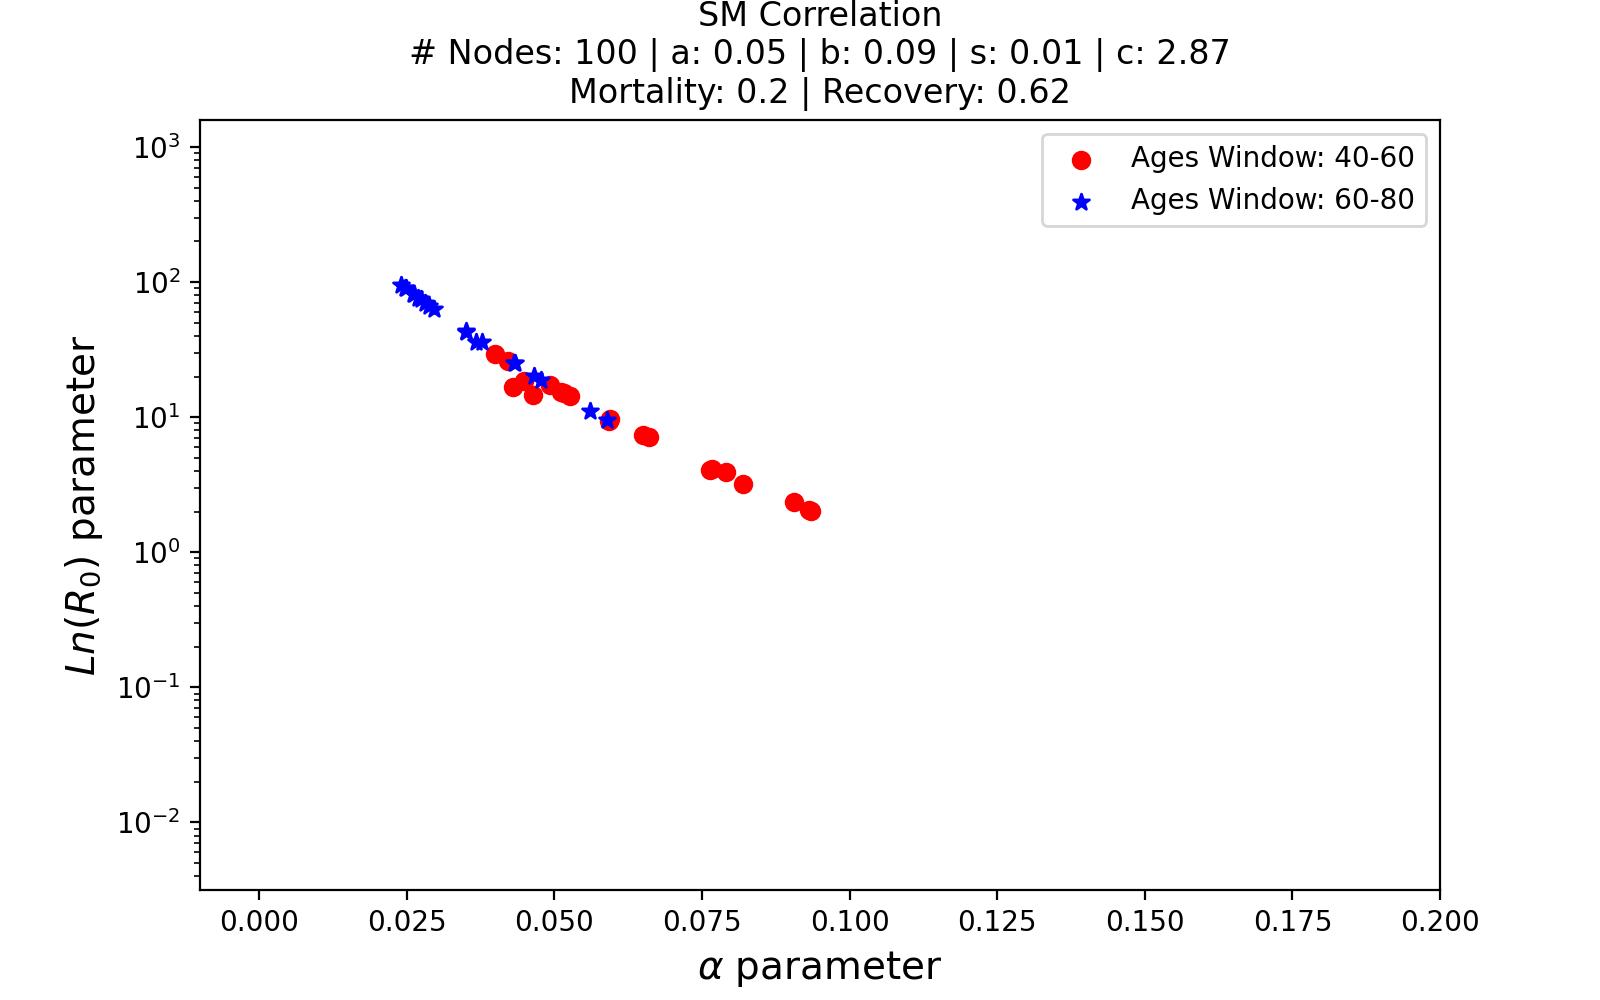 SM Correlation
# Nodes: 100 | a: 0.05 | b: 0.09 | s: 0.01 | c: 2.87
Mortality: 0.2 | Recovery: 0.62
Ages Window: 40-60
Ages Window: 60-80
10³
10²
10¹
10⁰
10⁻¹
10⁻²
Ln(R₀) parameter
0.000 0.025 0.050 0.075 0.100 0.125 0.150 0.175 0.200
α parameter